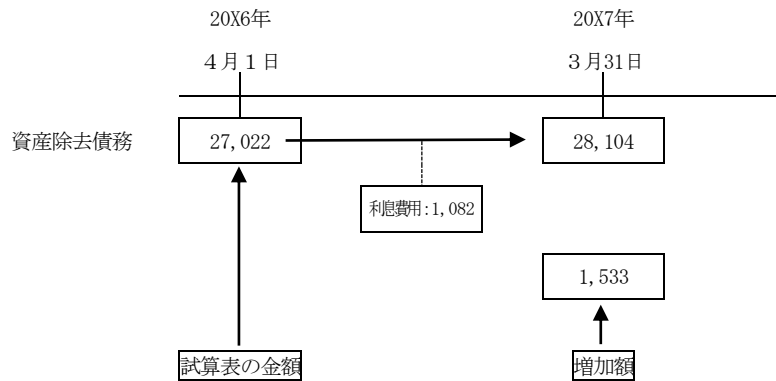 20X6年 20X7年
４月１日 ３月31日
資産除去債務 27,022 28,104
利息費用:1,082
1,533
試算表の金額 増加額